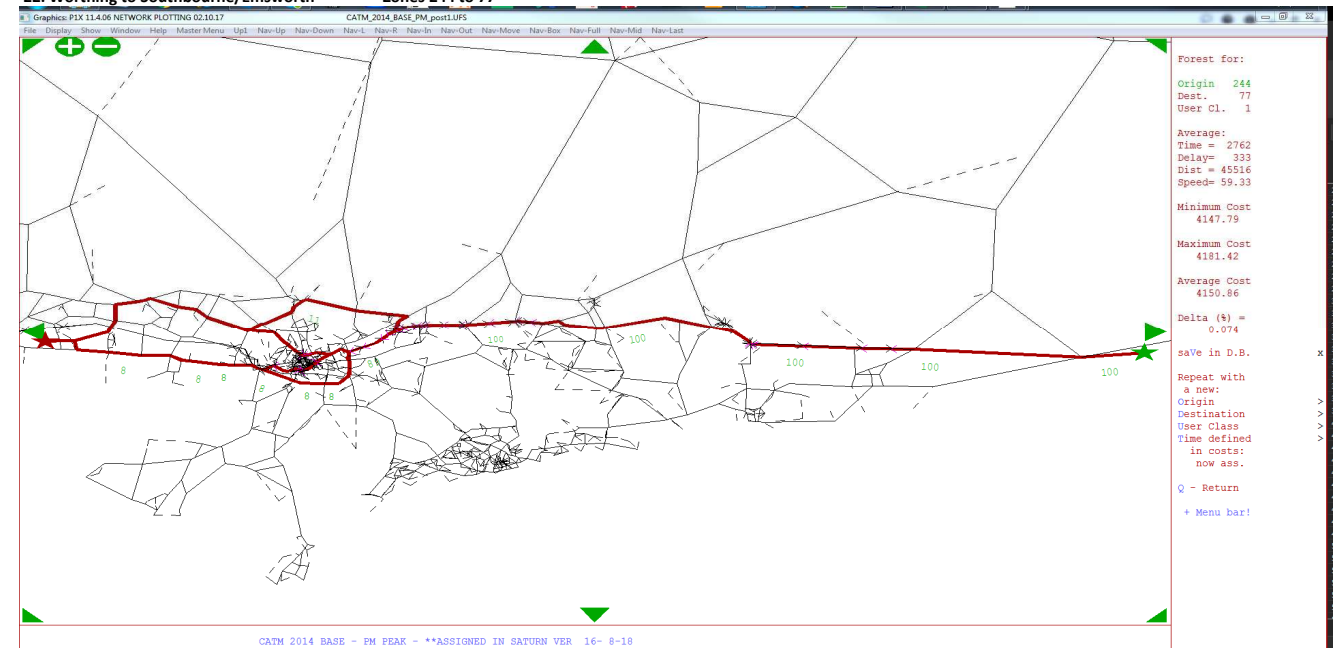 Graphics: P1X 11.4.06 NETWORK PLOTTING 02.10.17 CATM_2014_BASE_PM_post1.UFS
File Display Show Window Help Master Menu Up1 Nav-Up Nav-Down Nav-L Nav-R Nav-In Nav-Out Nav-Move Nav-Box Nav-Full Nav-Mid Nav-Last
Forest for:
Origin 244
Dest. 77
User Cl. 1
Average:
Time = 2762
Delay= 333
Dist = 45516
Speed= 59.33
Minimum Cost
4147.79
Maximum Cost
4181.42
Average Cost
4150.86
Delta (%) =
0.074
saVe in D.B. x
Repeat with
a new:
Origin >
Destination >
User Class >
Time defined >
in costs:
now ass.
Q - Return
+ Menu bar!
11
100
100
100
100
100
8
8
8
8
8
8
CATM 2014 BASE - PM PEAK - **ASSIGNED IN SATURN VER 16- 8-18